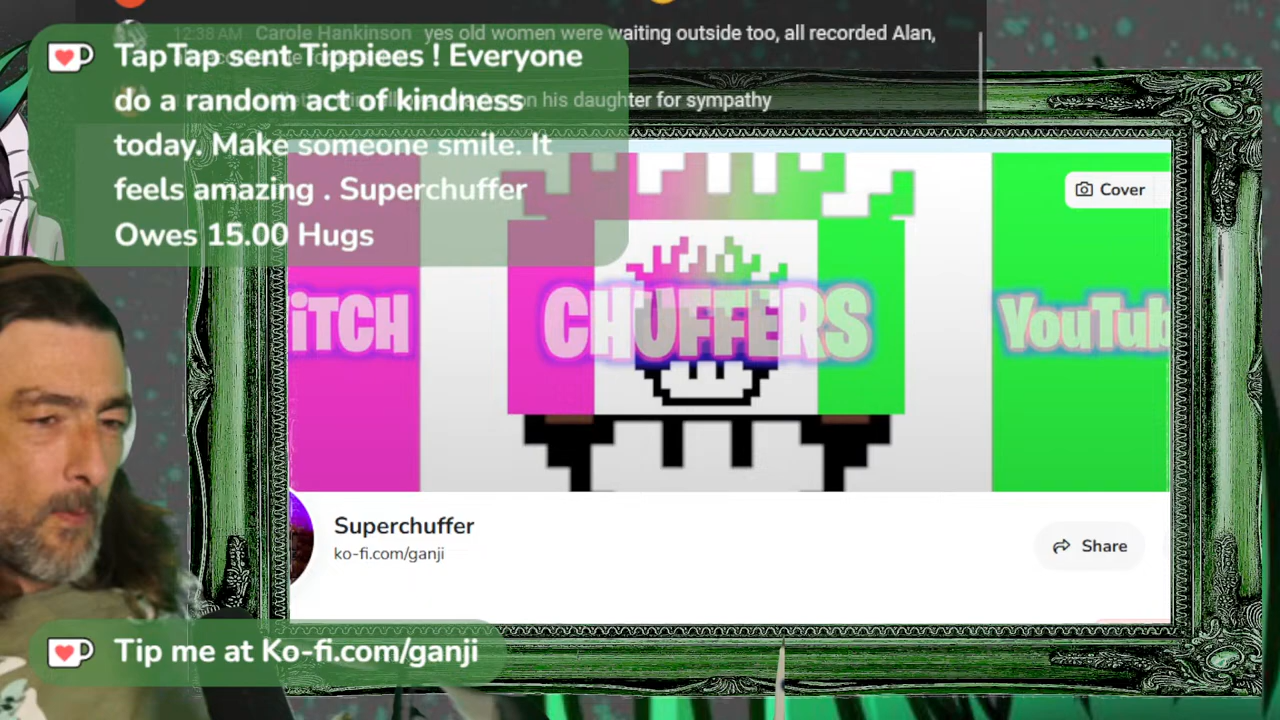 12:38 AM Carole Hankinson yes old women were waiting outside too, all recorded Alan,
on his daughter for sympathy
TapTap sent Tippiees ! Everyone
do a random act of kindness
today. Make someone smile. It
feels amazing . Superchuffer
Owes 15.00 Hugs
Cover
iTCH
CHUFFERS
YouTub
Superchuffer
ko-fi.com/ganji
Share
Tip me at Ko-fi.com/ganji